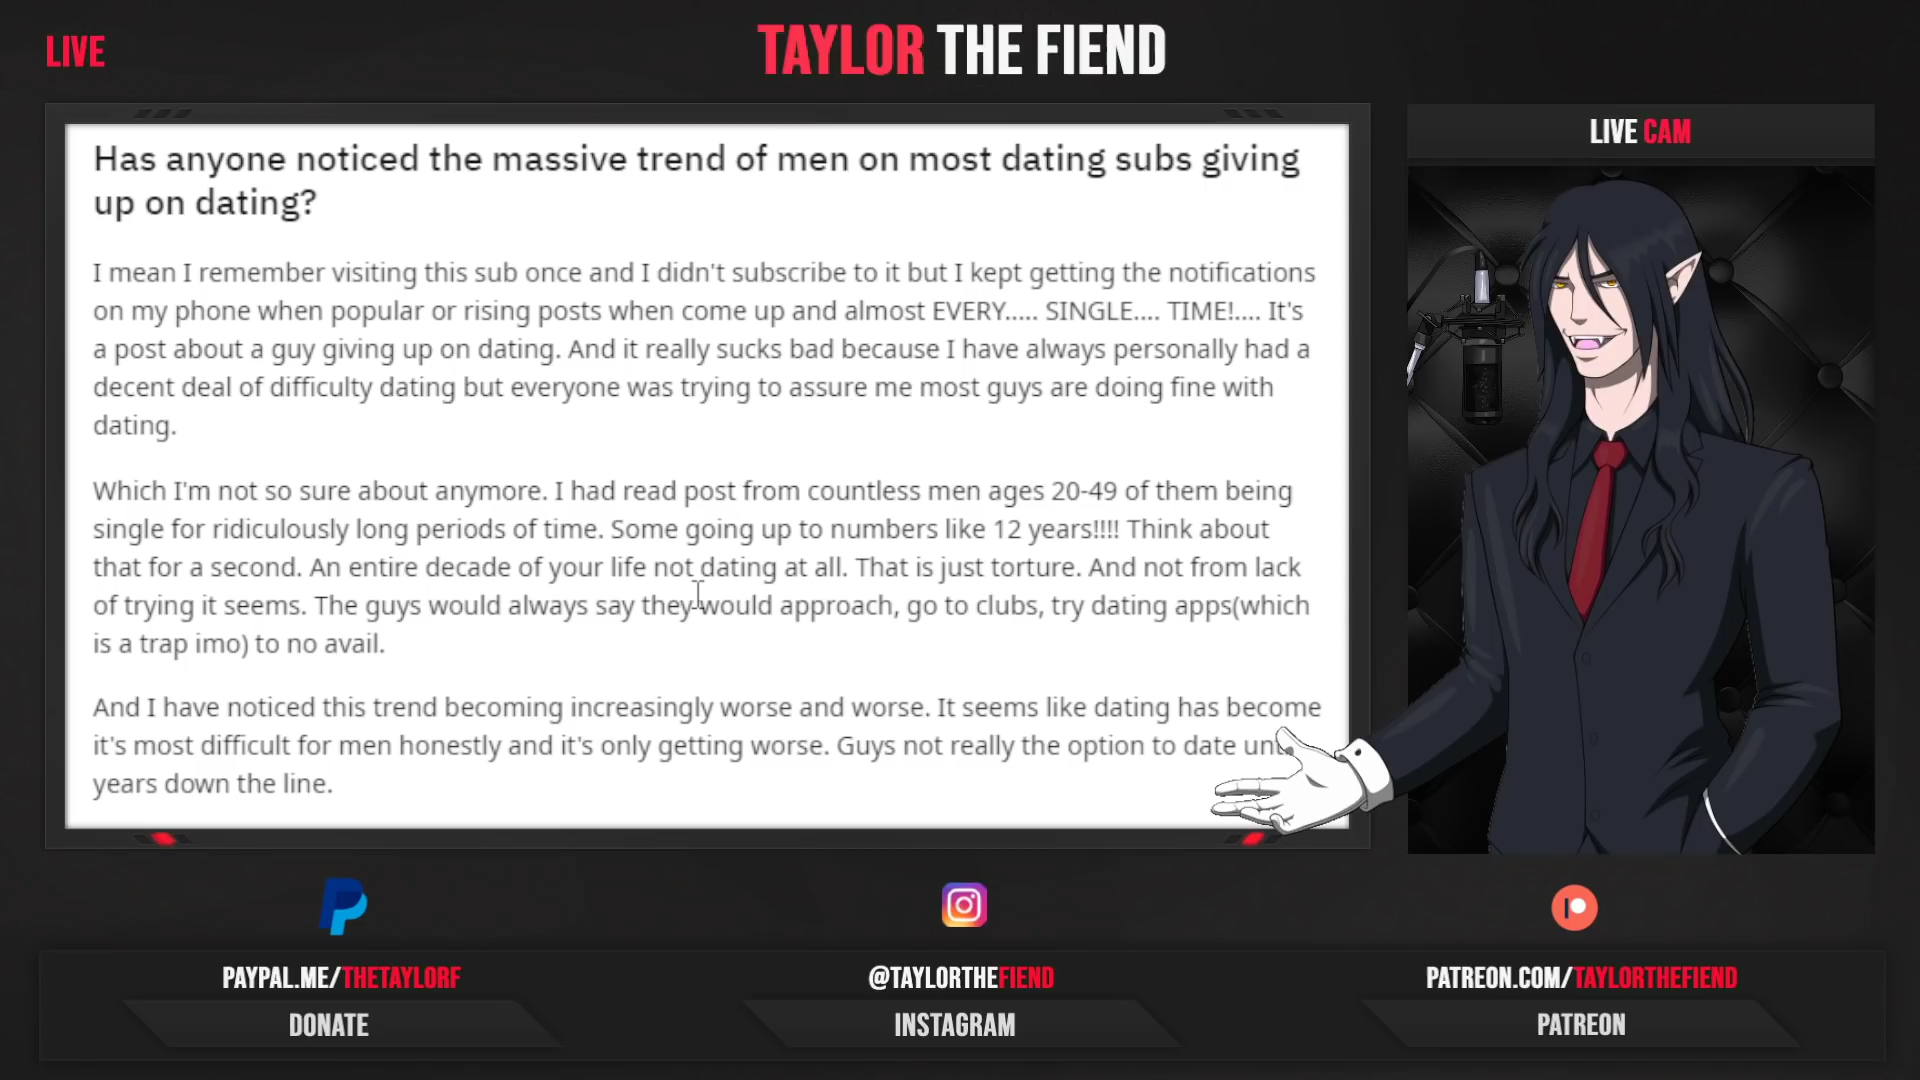 LIVE
TAYLOR THE FIEND
LIVE CAM
Has anyone noticed the massive trend of men on most dating subs giving
up on dating?
I mean I remember visiting this sub once and I didn't subscribe to it but I kept getting the notifications
on my phone when popular or rising posts when come up and almost EVERY..... SINGLE.... TIME!.... It's
a post about a guy giving up on dating. And it really sucks bad because I have always personally had a
decent deal of difficulty dating but everyone was trying to assure me most guys are doing fine with
dating.
Which I'm not so sure about anymore. I had read post from countless men ages 20-49 of them being
single for ridiculously long periods of time. Some going up to numbers like 12 years!!!! Think about
that for a second. An entire decade of your life not dating at all. That is just torture. And not from lack
of trying it seems. The guys would always say they would approach, go to clubs, try dating apps(which
is a trap imo) to no avail.
And I have noticed this trend becoming increasingly worse and worse. It seems like dating has become
it's most difficult for men honestly and it's only getting worse. Guys not really the option to date
years down the line.
PAYPAL.ME/THETAYLORF
DONATE
@TAYLORTHEFIEND
INSTAGRAM
PATREON.COM/TAYLORTHEFIEND
PATREON